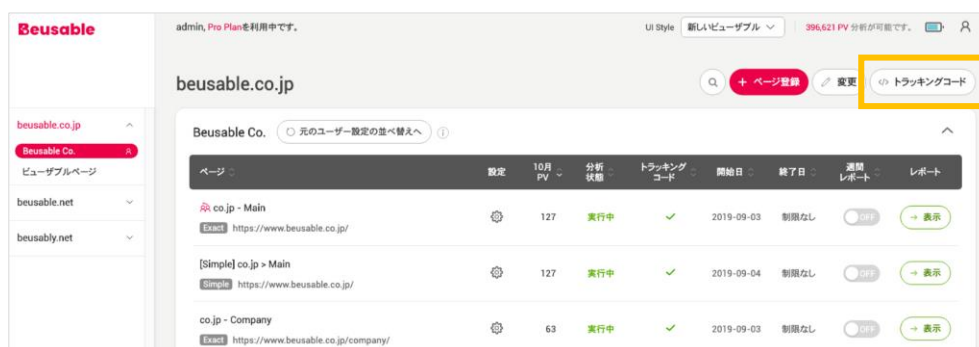 Beusable
admin, Pro Planを利用中です。
UI Style 新しいビューザブル
396,621 PV 分析が可能です。
beusable.co.jp
+ ページ登録
変更
</> トラッキングコード
beusable.co.jp
Beusable Co.
ビューザブルページ
beusable.net
beusably.net
Beusable Co.
元のユーザー設定の並べ替えへ
ページ 設定 10月 PV 分析 状態 トラッキング コード 開始日 終了日 週間 レポート レポート
co.jp - Main
Exact https://www.beusable.co.jp/
127 実行中 2019-09-03 制限なし OFF → 表示
[Simple] co.jp > Main
Simple https://www.beusable.co.jp/
127 実行中 2019-09-04 制限なし OFF → 表示
co.jp - Company
Exact https://www.beusable.co.jp/company/
63 実行中 2019-09-03 制限なし OFF → 表示